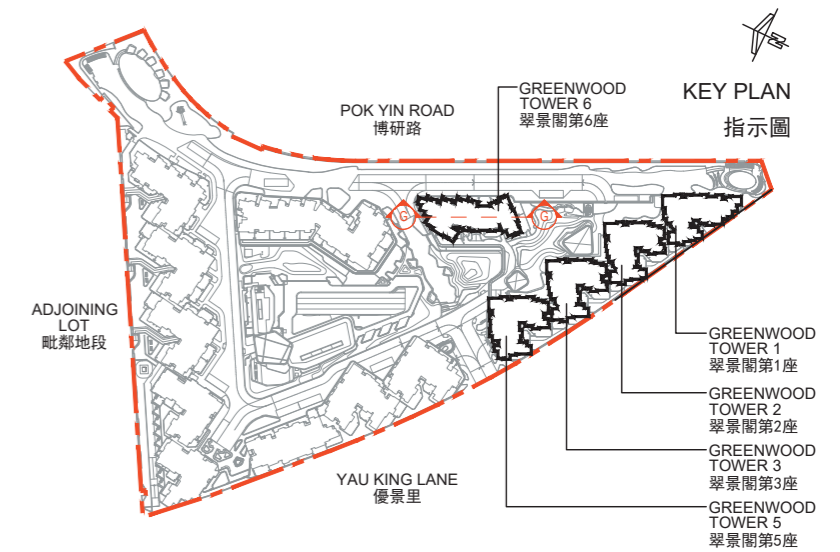 N
KEY PLAN
指示圖
GREENWOOD
TOWER 6
翠景閣第6座
POK YIN ROAD
博研路
G
G
ADJOINING
LOT
毗鄰地段
GREENWOOD
TOWER 1
翠景閣第1座
GREENWOOD
TOWER 2
翠景閣第2座
GREENWOOD
TOWER 3
翠景閣第3座
GREENWOOD
TOWER 5
翠景閣第5座
YAU KING LANE
優景里